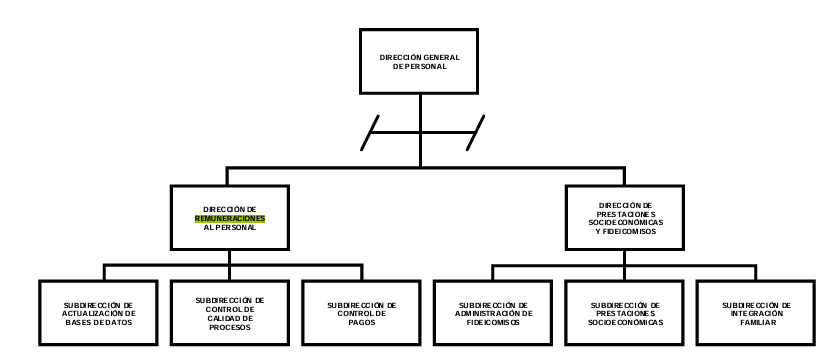 DIRECCIÓN GENERAL
DE PERSONAL
DIRECCIÓN DE
REMUNERACIONES
AL PERSONAL
DIRECCIÓN DE
PRESTACIONES
SOCIOECONÓMICAS
Y FIDEICOMISOS
SUBDIRECCIÓN DE
ACTUALIZACIÓN DE
BASES DE DATOS
SUBDIRECCIÓN DE
CONTROL DE
CALIDAD DE
PROCESOS
SUBDIRECCIÓN DE
CONTROL DE
PAGOS
SUBDIRECCIÓN DE
ADMINISTRACIÓN DE
FIDEICOMISOS
SUBDIRECCIÓN DE
PRESTACIONES
SOCIOECONÓMICAS
SUBDIRECCIÓN DE
INTEGRACIÓN
FAMILIAR